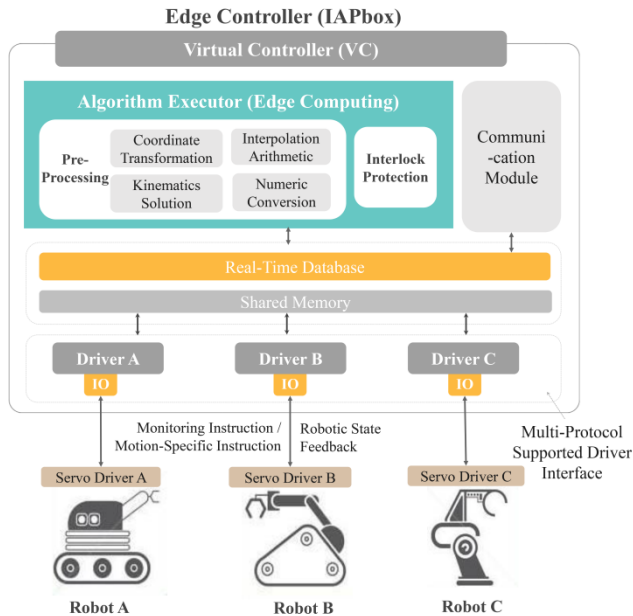 Edge Controller (IAPbox)
Virtual Controller (VC)
Algorithm Executor (Edge Computing)
Pre-
Processing
Coordinate
Transformation
Interpolation
Arithmetic
Kinematics
Solution
Numeric
Conversion
Interlock
Protection
Communi
-cation
Module
Real-Time Database
Shared Memory
Driver A
Driver B
Driver C
IO
IO
IO
Monitoring Instruction /
Motion-Specific Instruction
Robotic State
Feedback
Multi-Protocol
Supported Driver
Interface
Servo Driver A
Servo Driver B
Servo Driver C
Robot A
Robot B
Robot C